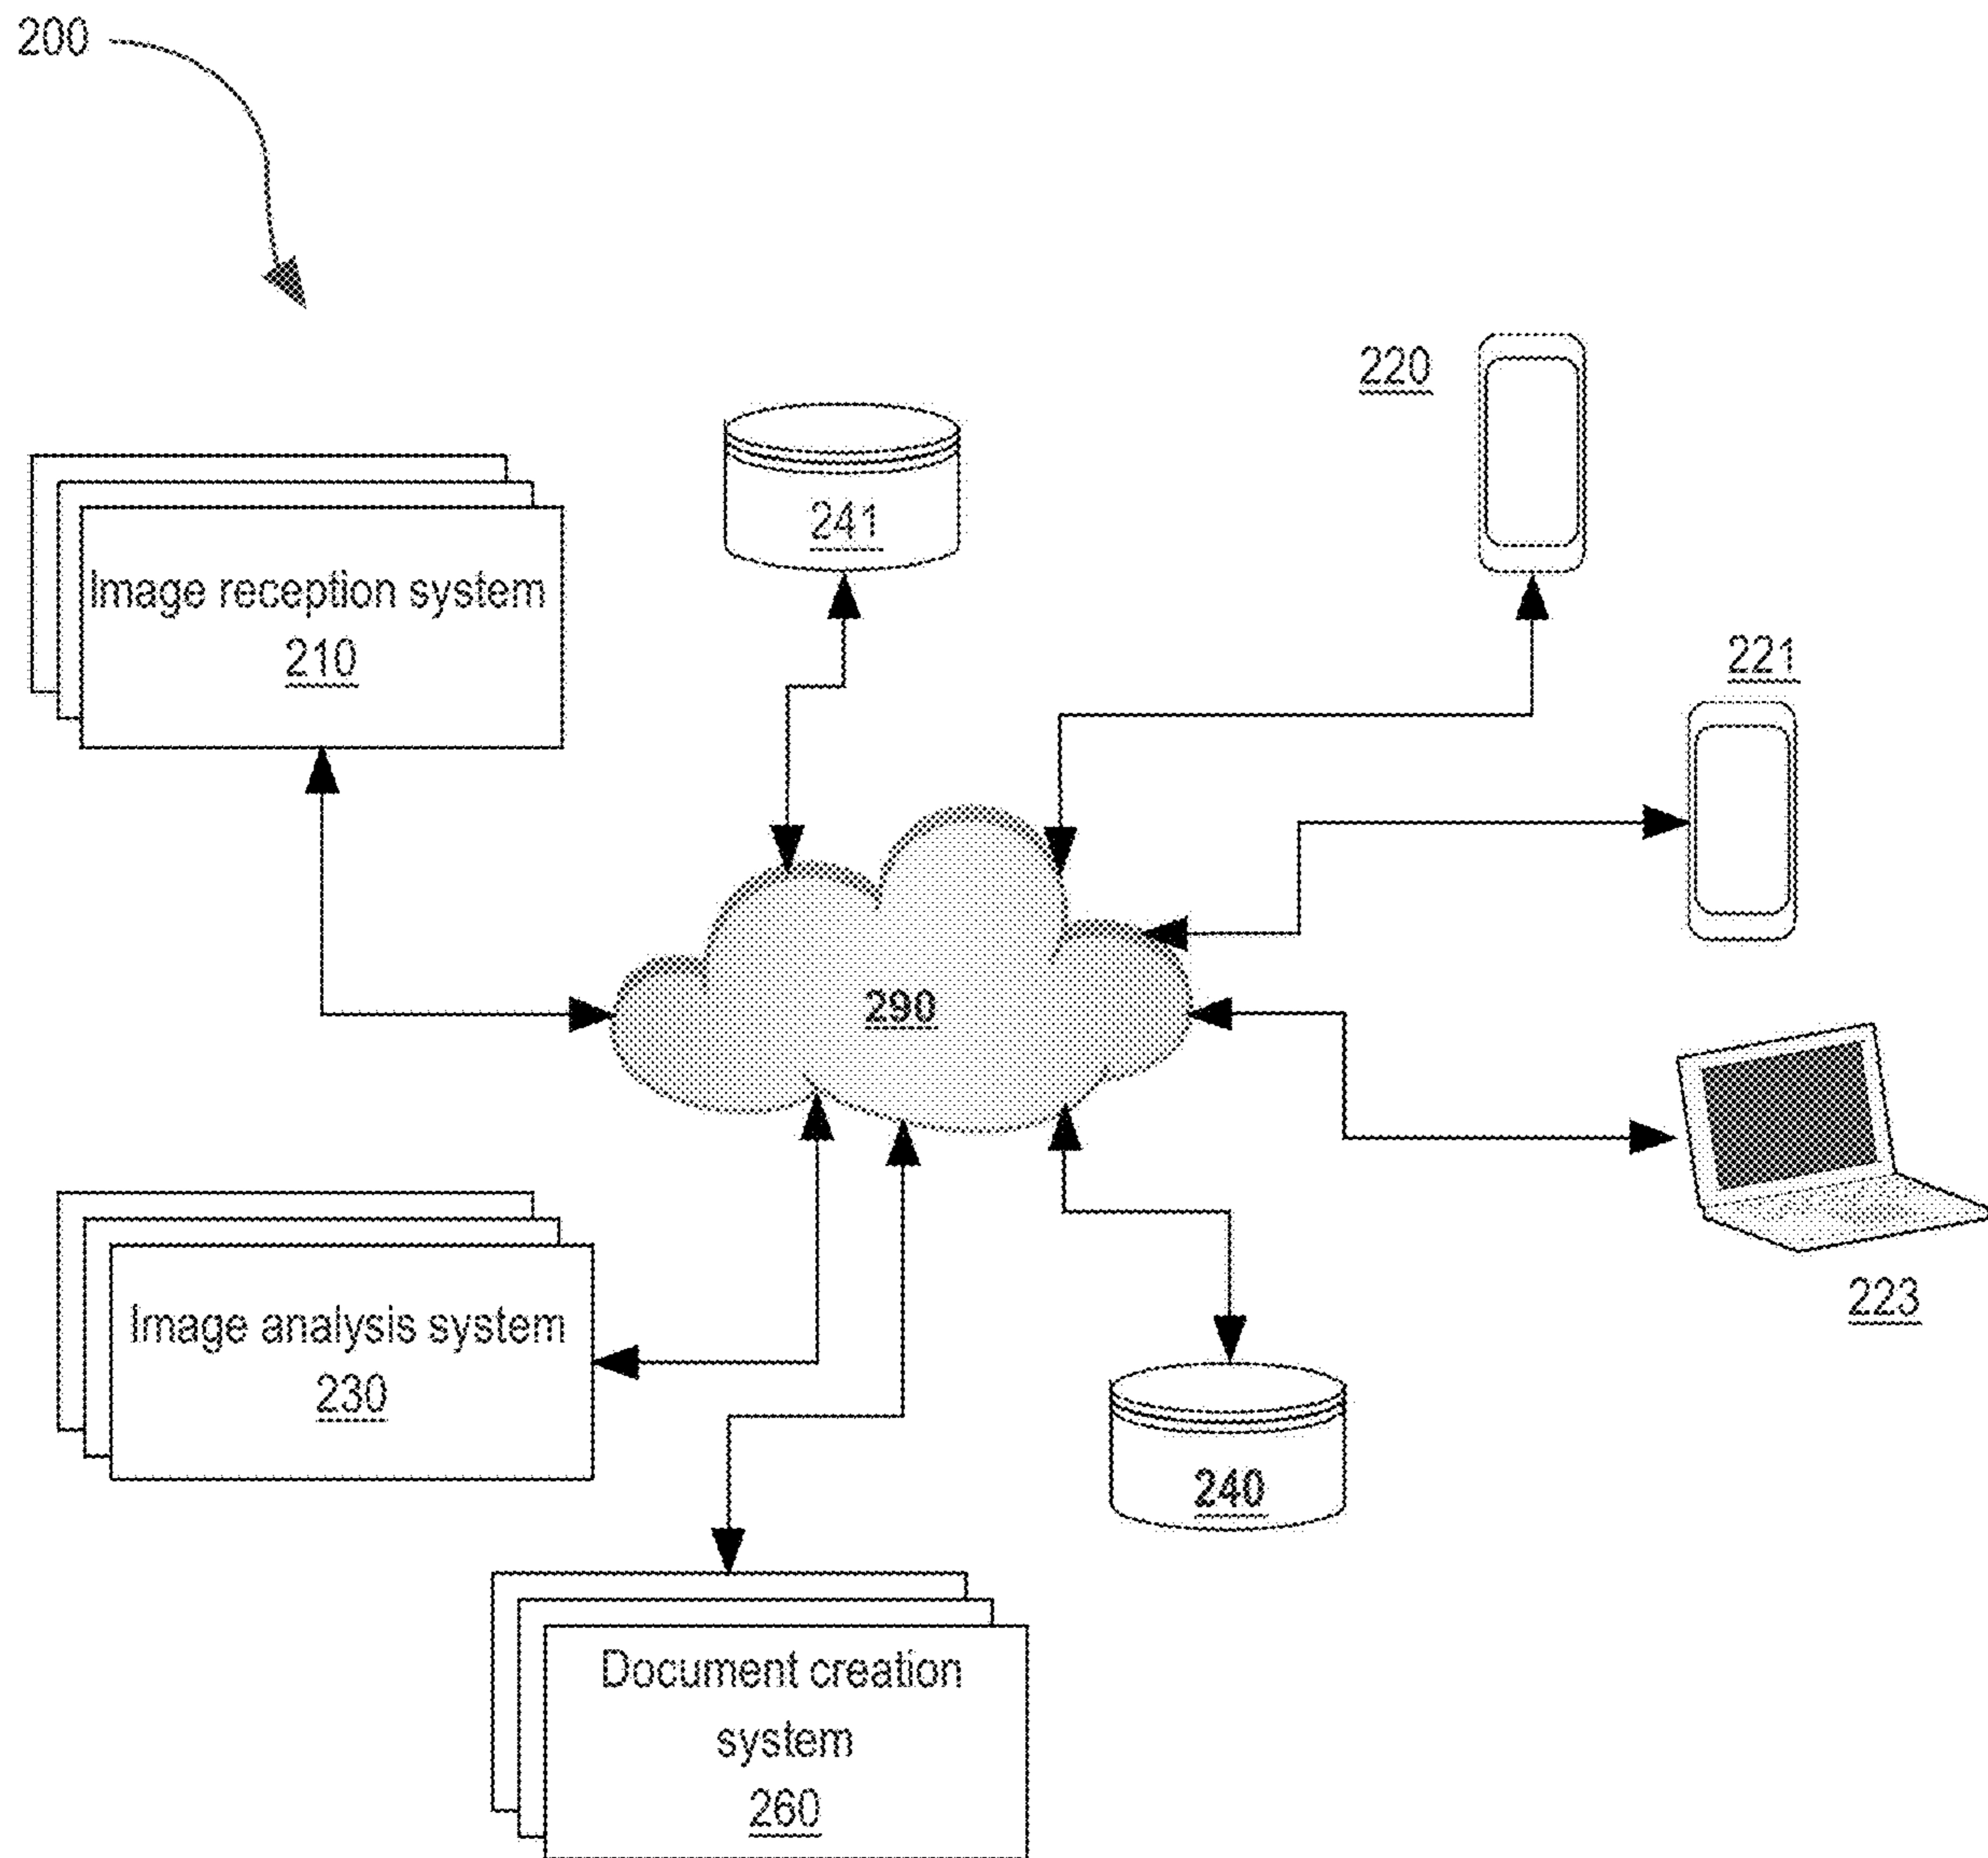 200
220
241
221
Image reception system
210
290
223
Image analysis system
230
240
Document creation
system
260